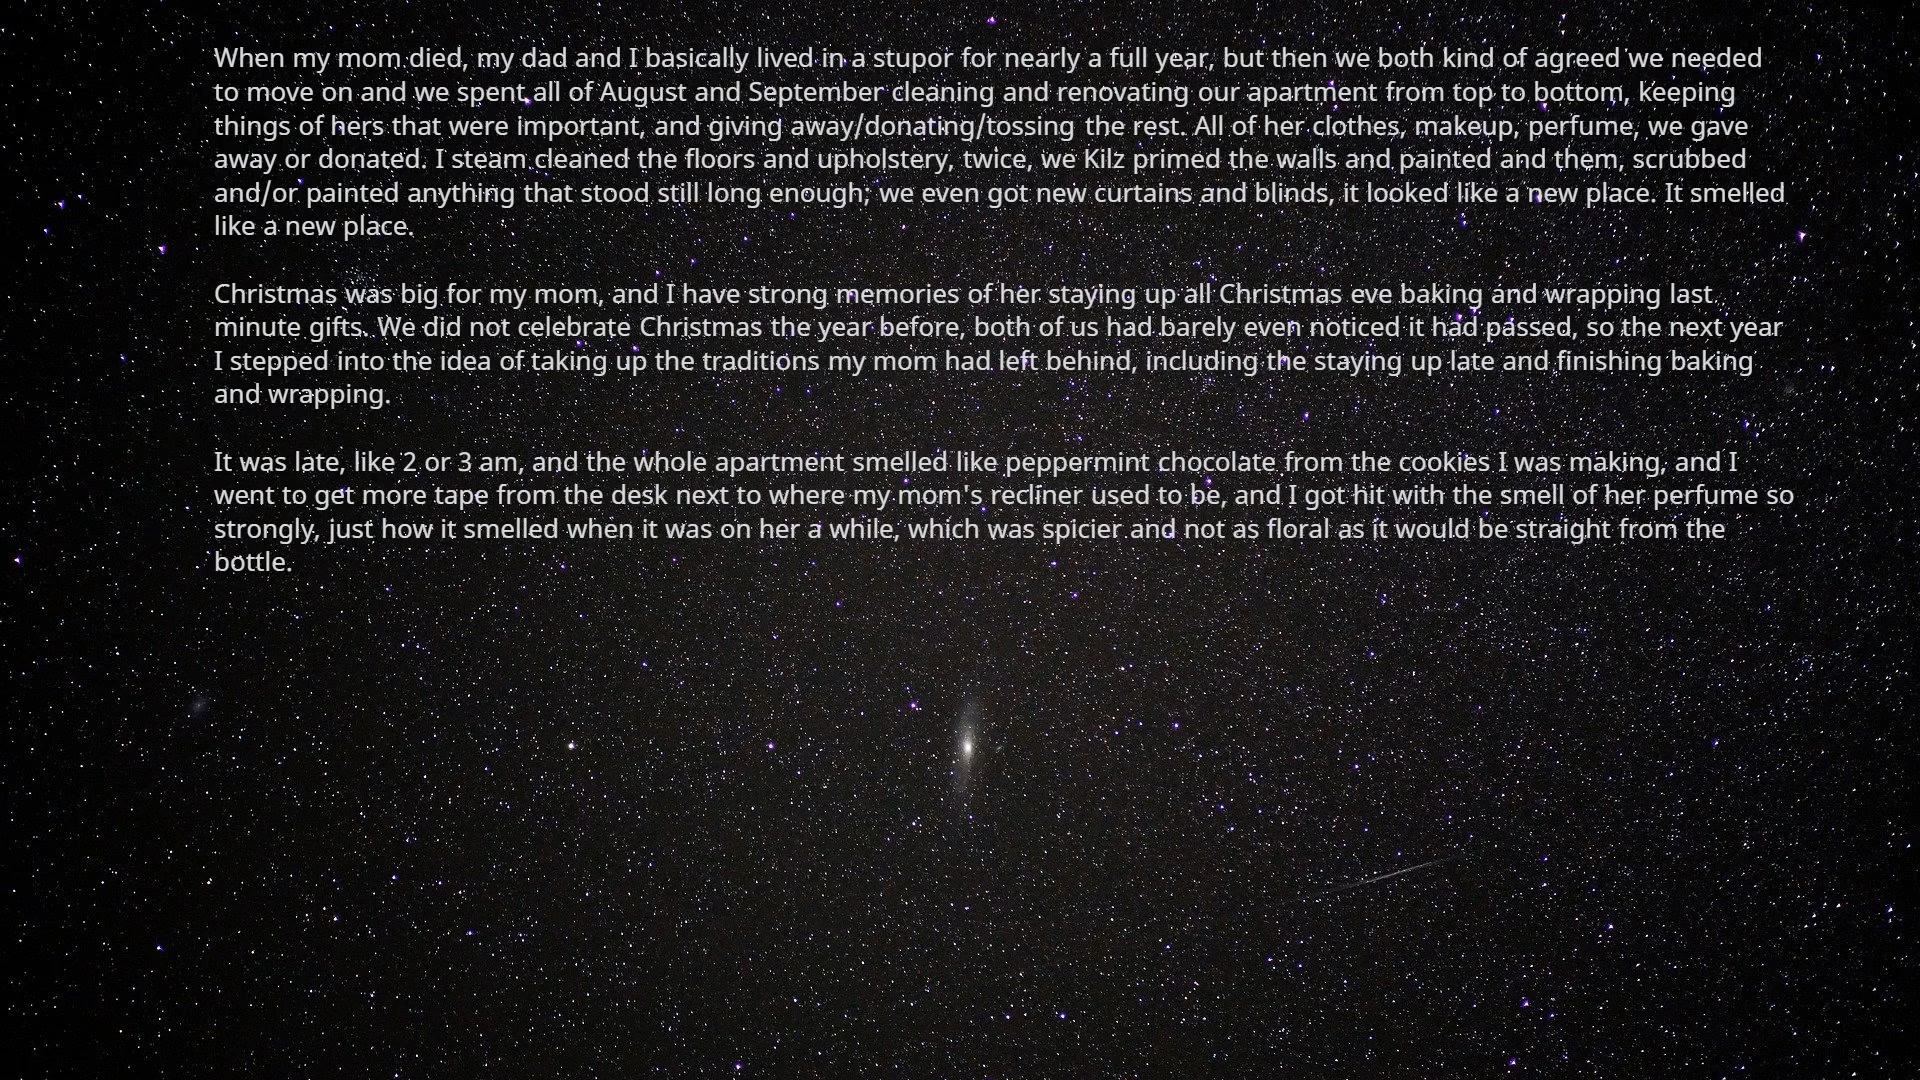 When my mom died, my dad and I basically lived in a stupor for nearly a full year, but then we both kind of agreed we needed
to move on and we spent all of August and September cleaning and renovating our apartment from top to bottom, keeping
things of hers that were important, and giving away/donating/tossing the rest. All of her clothes, makeup, perfume, we gave
away or donated. I steam cleaned the floors and upholstery, twice, we Kilz primed the walls and painted and them, scrubbed
and/or painted anything that stood still long enough; we even got new curtains and blinds, it looked like a new place. It smelled
like a new place.

Christmas was big for my mom, and I have strong memories of her staying up all Christmas eve baking and wrapping last
minute gifts. We did not celebrate Christmas the year before, both of us had barely even noticed it had passed, so the next year
I stepped into the idea of taking up the traditions my mom had left behind, including the staying up late and finishing baking
and wrapping.

It was late, like 2 or 3 am, and the whole apartment smelled like peppermint chocolate from the cookies I was making, and I
went to get more tape from the desk next to where my mom's recliner used to be, and I got hit with the smell of her perfume so
strongly, just how it smelled when it was on her a while, which was spicier and not as floral as it would be straight from the
bottle.